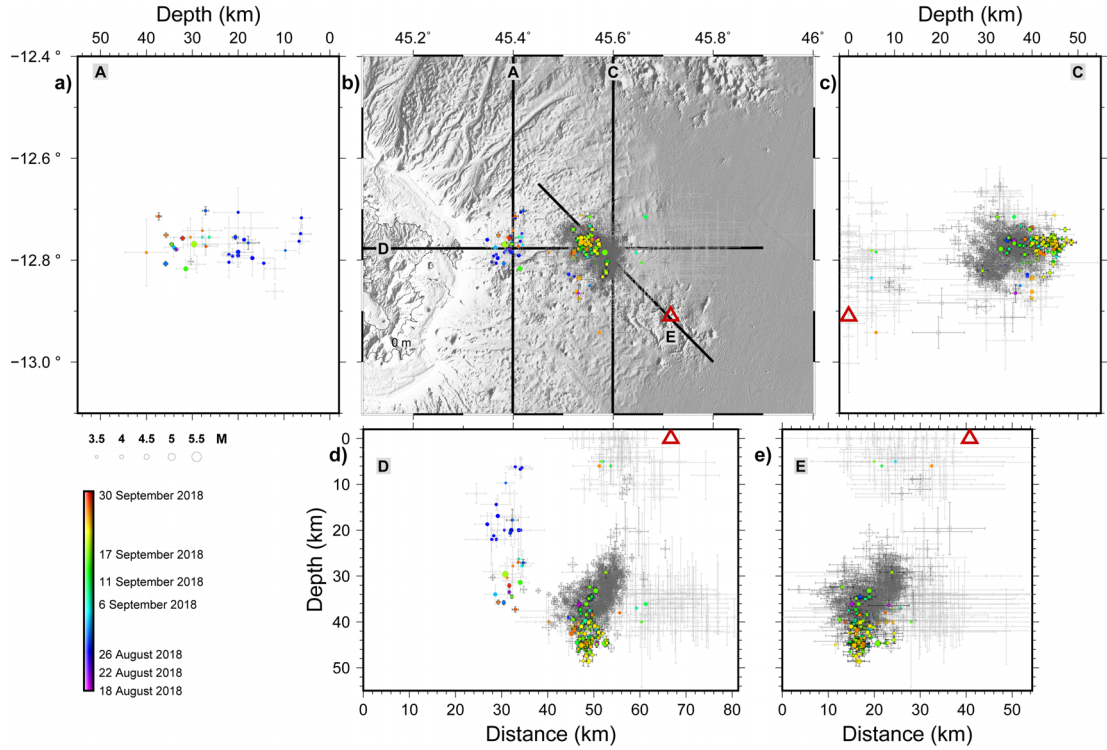 Depth (km)
50 40 30 20 10 0
45.2° 45.4° 45.6° 45.8° 46°
Depth (km)
0 10 20 30 40 50
−12.4°
−12.6°
−12.8°
−13.0°
a)
A
b)
A
C
D
E
0 m
c)
C
3.5 4 4.5 5 5.5 M
30 September 2018
17 September 2018
11 September 2018
6 September 2018
26 August 2018
22 August 2018
18 August 2018
d)
D
0
10
20
30
40
50
Depth (km)
0 10 20 30 40 50 60 70 80
Distance (km)
e)
E
0 10 20 30 40 50
Distance (km)